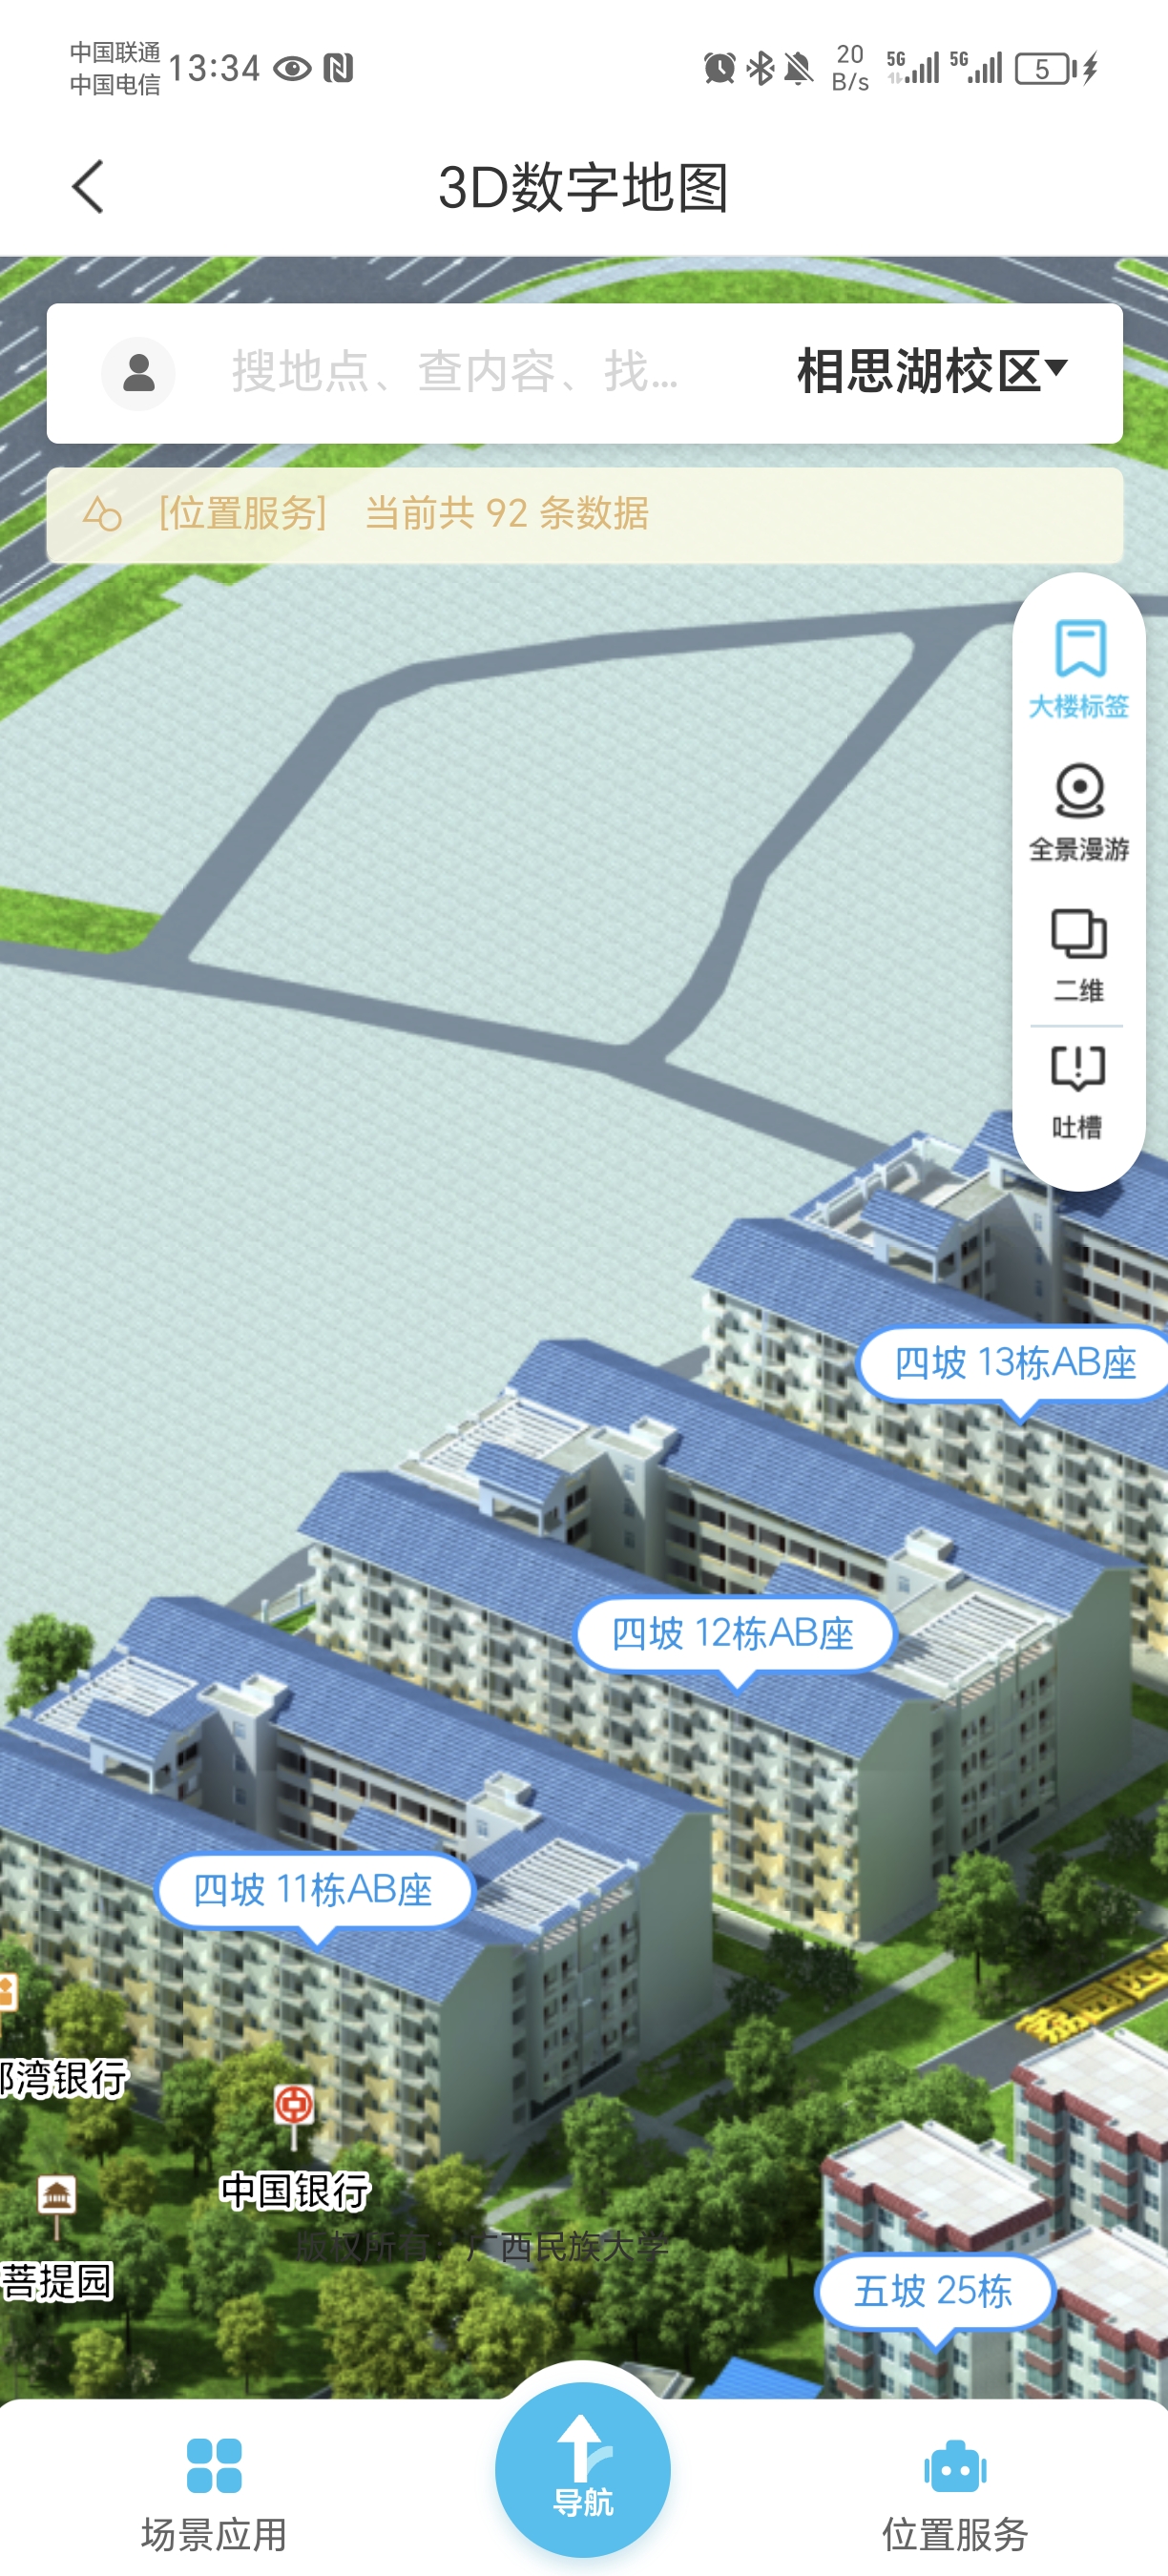 中国联通
中国电信
13:34
20
B/s
5G
5G
5
3D数字地图
搜地点、查内容、找...
相思湖校区
[位置服务] 当前共 92 条数据
大楼标签
全景漫游
二维
吐槽
四坡 13栋AB座
四坡 12栋AB座
四坡 11栋AB座
湾银行
中国银行
菩提园
版权所有：广西民族大学
五坡 25栋
导航
场景应用
位置服务